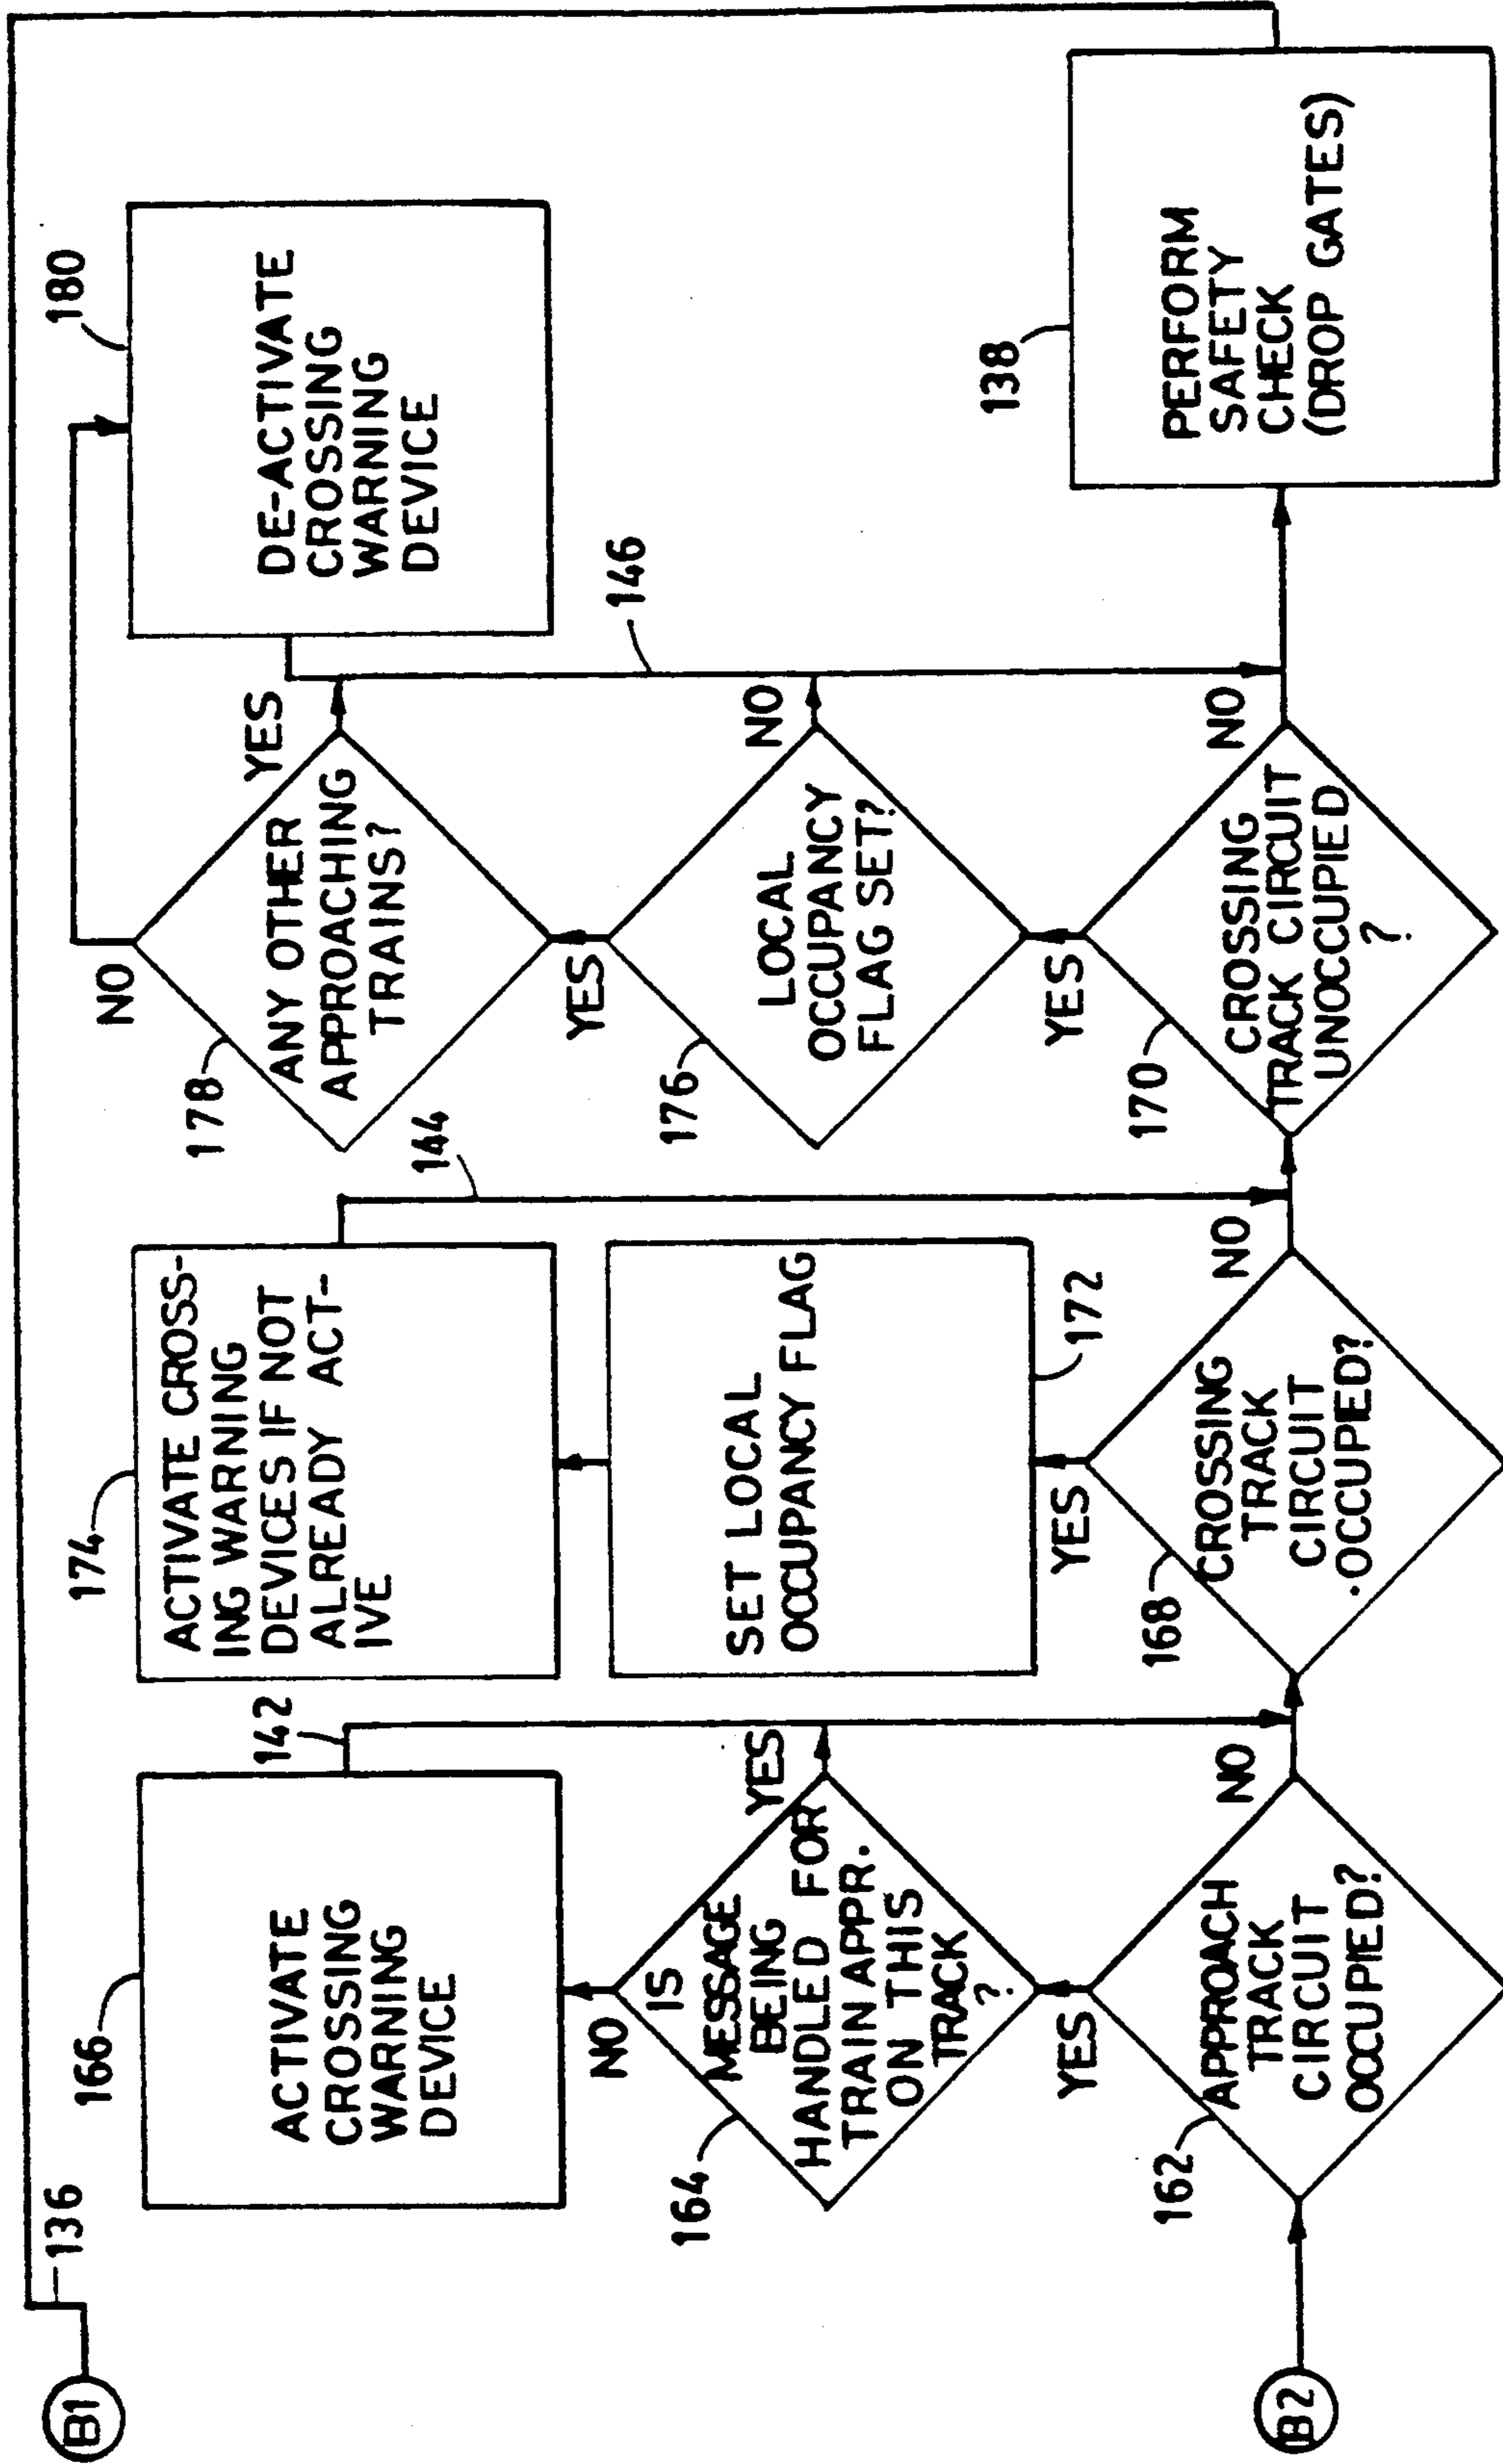 B1
136
166
ACTIVATE
CROSSING
WARNING
DEVICE
142
164
IS
MESSAGE
BEING
HANDLED FOR
TRAIN APPR.
ON THIS
TRACK
?
NO
YES
B2
162
APPROACH
TRACK
CIRCUIT
OCCUPIED?
YES
NO
174
ACTIVATE CROSS-
ING WARNING
DEVICES IF NOT
ALREADY ACT-
IVE
144
SET LOCAL
OCCUPANCY FLAG
172
168
CROSSING
TRACK
CIRCUIT
OCCUPIED?
YES
NO
180
DE-ACTIVATE
CROSSING
WARNING
DEVICE
178
ANY OTHER
APPROACHING
TRAINS?
NO
YES
146
176
LOCAL
OCCUPANCY
FLAG SET?
YES
NO
170
CROSSING
TRACK CIRCUIT
UNOCCUPIED
?
YES
NO
138
PERFORM
SAFETY
CHECK
(DROP GATES)